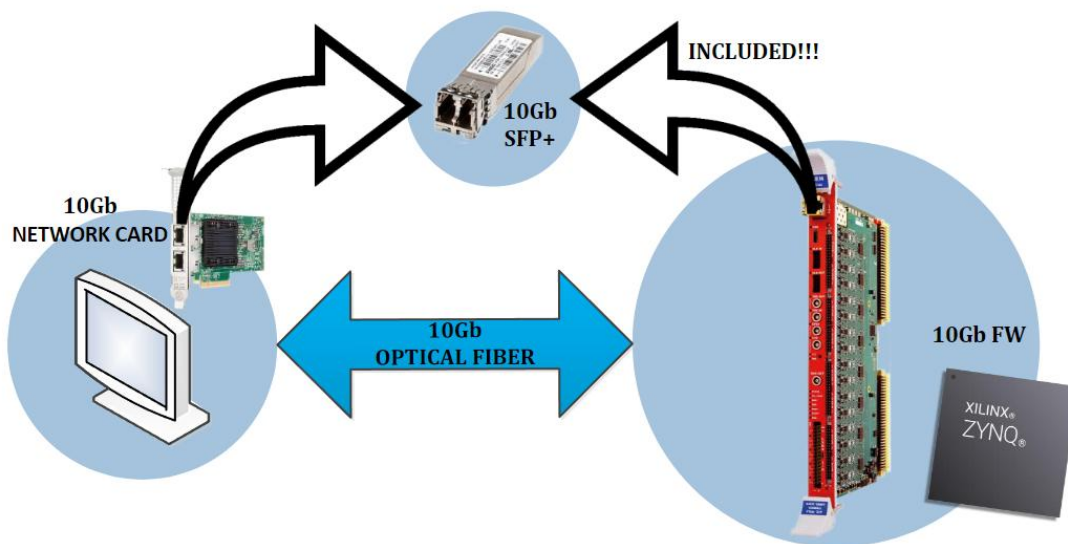 INCLUDED!!!
10Gb
SFP+
10Gb
NETWORK CARD
10Gb
OPTICAL FIBER
10Gb FW
XILINX®
ZYNQ®